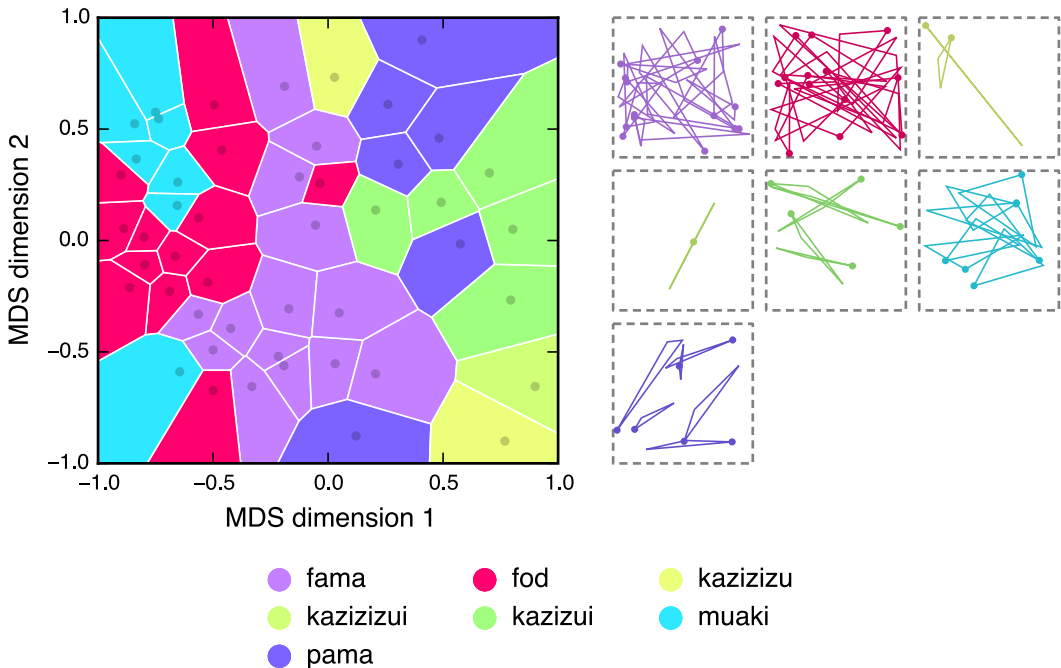 1.0
0.5
0.0
−0.5
−1.0
MDS dimension 2
−1.0 −0.5 0.0 0.5 1.0
MDS dimension 1
fama fod kazizizu
kazizizui kazizui muaki
pama